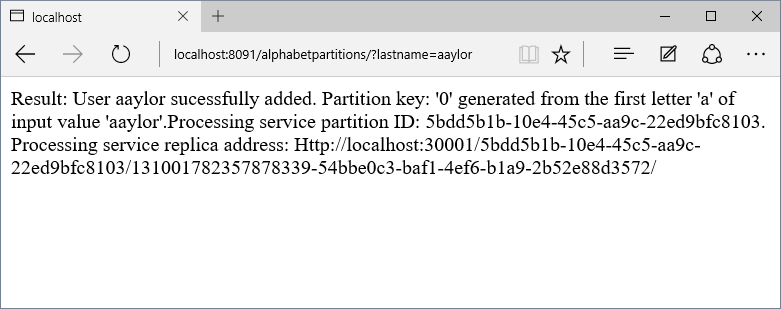 localhost
localhost:8091/alphabetpartitions/?lastname=aaylor
Result: User aaylor sucessfully added. Partition key: '0' generated from the first letter 'a' of
input value 'aaylor'.Processing service partition ID: 5bdd5b1b-10e4-45c5-aa9c-22ed9bfc8103.
Processing service replica address: Http://localhost:30001/5bdd5b1b-10e4-45c5-aa9c-
22ed9bfc8103/131001782357878339-54bbe0c3-baf1-4ef6-b1a9-2b52e88d3572/